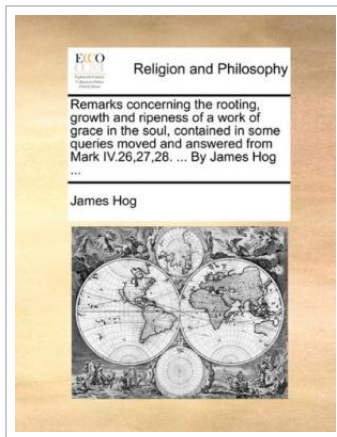 ECCO
Religion and Philosophy
Remarks concerning the rooting,
growth and ripeness of a work of
grace in the soul, contained in some
queries moved and answered from
Mark IV.26,27,28. ... By James Hog
...
James Hog